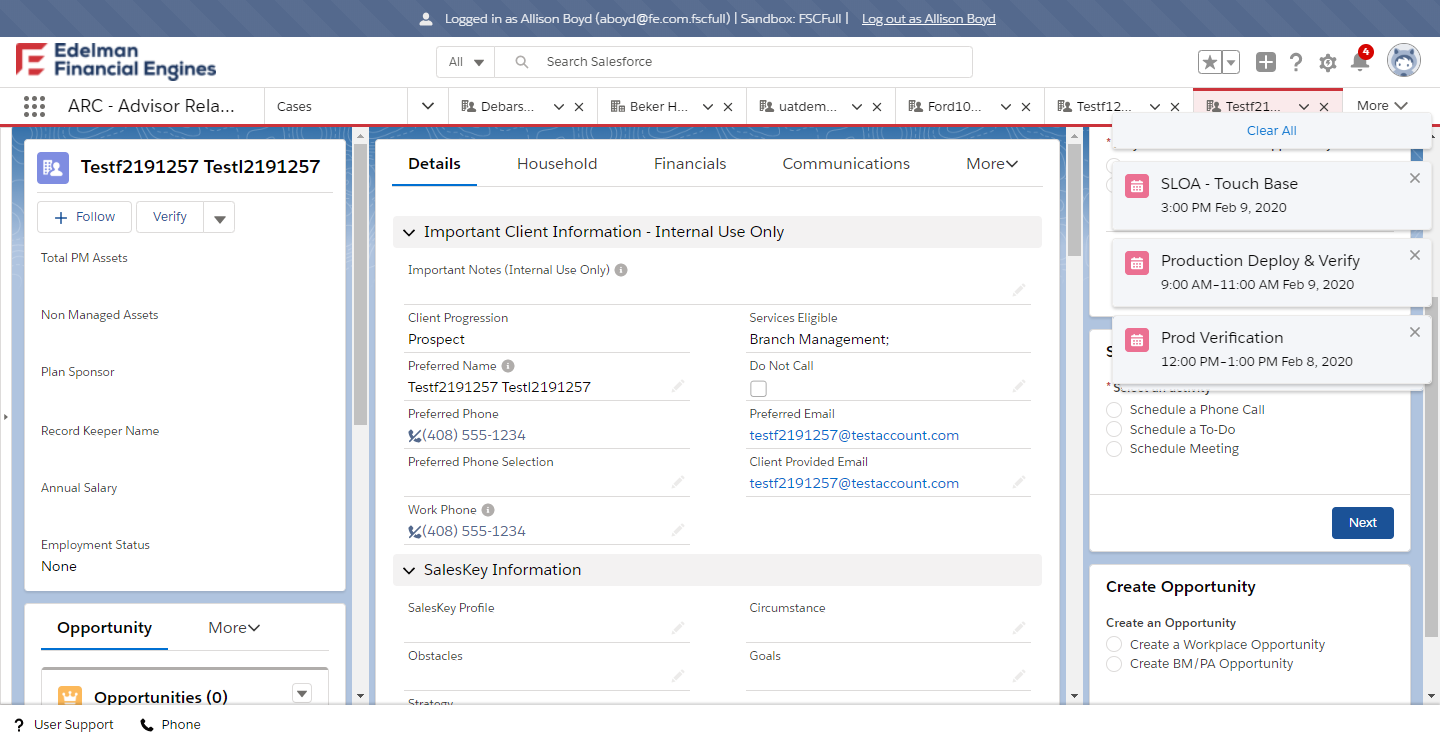 Logged in as Allison Boyd (aboyd@fe.com.fscfull) | Sandbox: FSCFull | Log out as Allison Boyd
Edelman
Financial Engines
All
Search Salesforce
4
ARC - Advisor Rela...
Cases
Debars...
Beker H...
uatdem...
Ford10...
Testf12...
Testf21...
More
Testf2191257 Testl2191257
Follow
Verify
Total PM Assets
Non Managed Assets
Plan Sponsor
Record Keeper Name
Annual Salary
Employment Status
None
Opportunity
More
Opportunities (0)
Details
Household
Financials
Communications
More
Important Client Information - Internal Use Only
Important Notes (Internal Use Only)
Client Progression
Prospect
Services Eligible
Branch Management;
Preferred Name
Testf2191257 Testl2191257
Do Not Call
Preferred Phone
(408) 555-1234
Preferred Email
testf2191257@testaccount.com
Preferred Phone Selection
Client Provided Email
testf2191257@testaccount.com
Work Phone
(408) 555-1234
SalesKey Information
SalesKey Profile
Circumstance
Obstacles
Goals
Strategy
Clear All
SLOA - Touch Base
3:00 PM Feb 9, 2020
Production Deploy & Verify
9:00 AM–11:00 AM Feb 9, 2020
Prod Verification
12:00 PM–1:00 PM Feb 8, 2020
*Select an activity
Schedule a Phone Call
Schedule a To-Do
Schedule Meeting
Next
Create Opportunity
Create an Opportunity
Create a Workplace Opportunity
Create BM/PA Opportunity
User Support
Phone